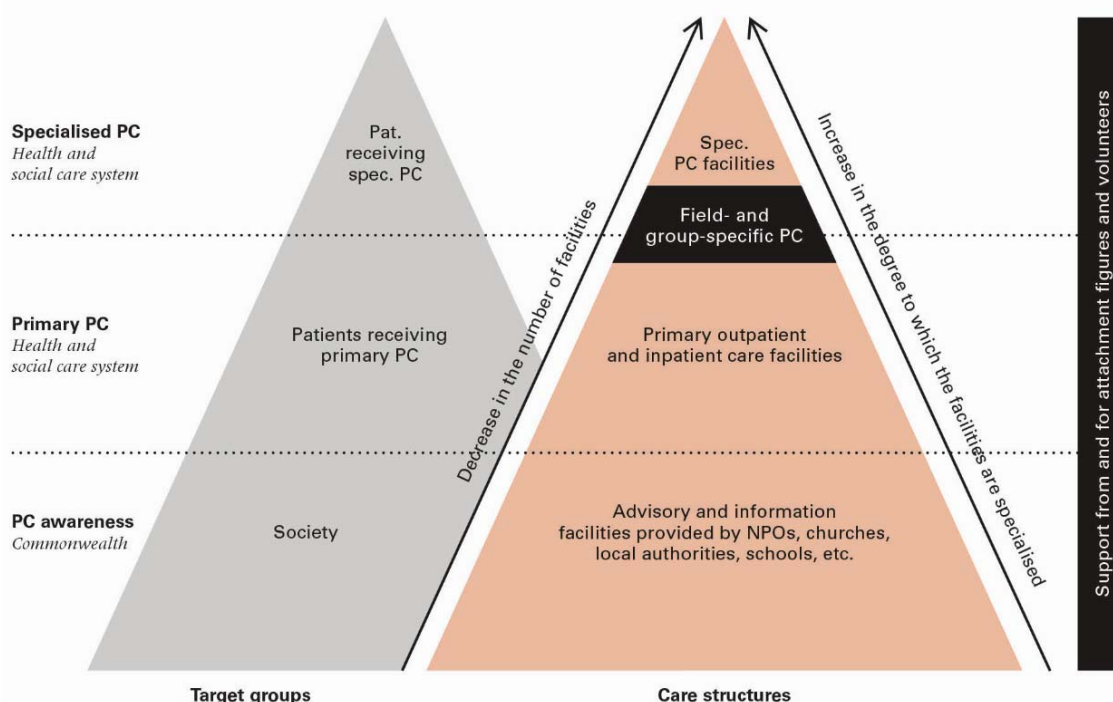 Specialised PC
Health and
social care system
Pat.
receiving
spec. PC
Spec.
PC facilities
Field- and
group-specific PC
Primary PC
Health and
social care system
Patients receiving
primary PC
Primary outpatient
and inpatient care facilities
PC awareness
Commonwealth
Society
Advisory and information
facilities provided by NPOs, churches,
local authorities, schools, etc.
Decrease in the number of facilities
Increase in the degree to which the facilities are specialised
Support from and for attachment figures and volunteers
Target groups
Care structures